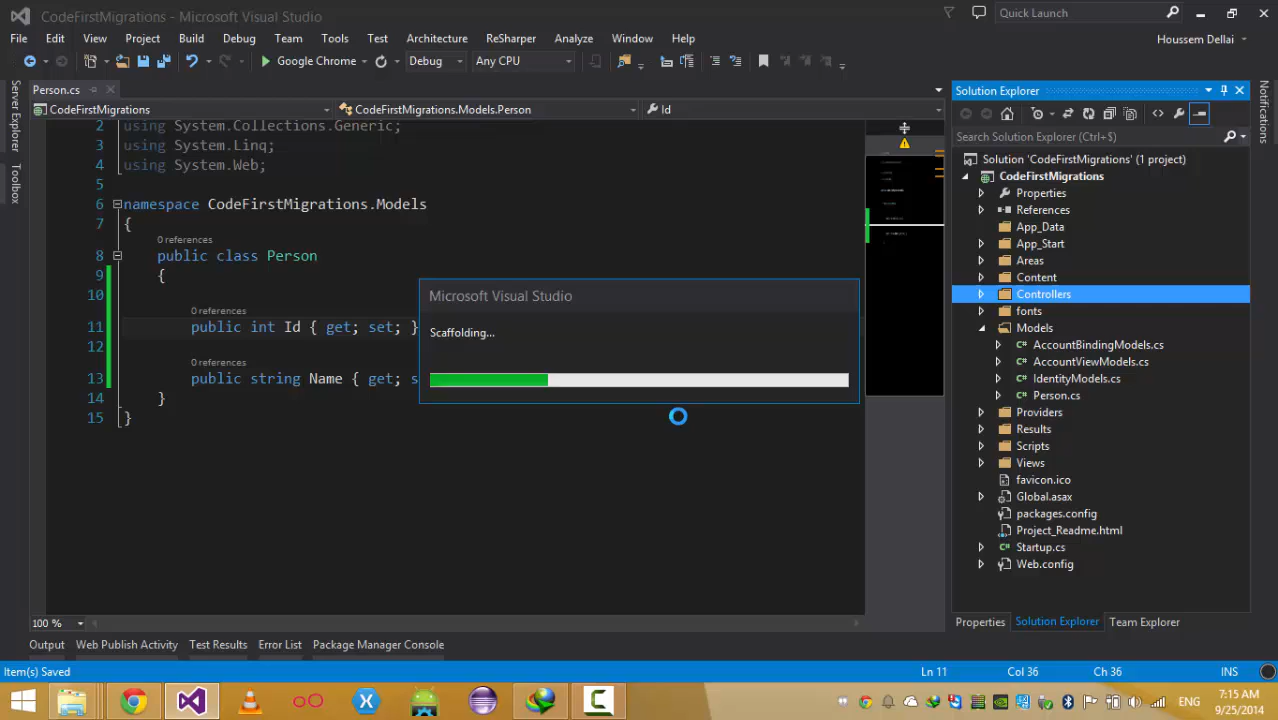 CodeFirstMigrations - Microsoft Visual Studio
Quick Launch
File Edit View Project Build Debug Team Tools Test Architecture ReSharper Analyze Window Help
Houssem Dellai
Google Chrome Debug Any CPU
Server Explorer
Toolbox
Person.cs
CodeFirstMigrations CodeFirstMigrations.Models.Person Id
2 using System.Collections.Generic;
3 using System.Linq;
4 using System.Web;
5
6 namespace CodeFirstMigrations.Models
7 {
0 references
8 public class Person
9 {
10
0 references
11 public int Id { get; set; }
12
0 references
13 public string Name { get; s
14 }
15 }
Microsoft Visual Studio
Scaffolding...
100 %
Solution Explorer
Search Solution Explorer (Ctrl+$)
Solution 'CodeFirstMigrations' (1 project)
CodeFirstMigrations
Properties
References
App_Data
App_Start
Areas
Content
Controllers
fonts
Models
AccountBindingModels.cs
AccountViewModels.cs
IdentityModels.cs
Person.cs
Providers
Results
Scripts
Views
favicon.ico
Global.asax
packages.config
Project_Readme.html
Startup.cs
Web.config
Properties Solution Explorer Team Explorer
Notifications
Output Web Publish Activity Test Results Error List Package Manager Console
Item(s) Saved Ln 11 Col 36 Ch 36 INS
ENG
7:15 AM
9/25/2014